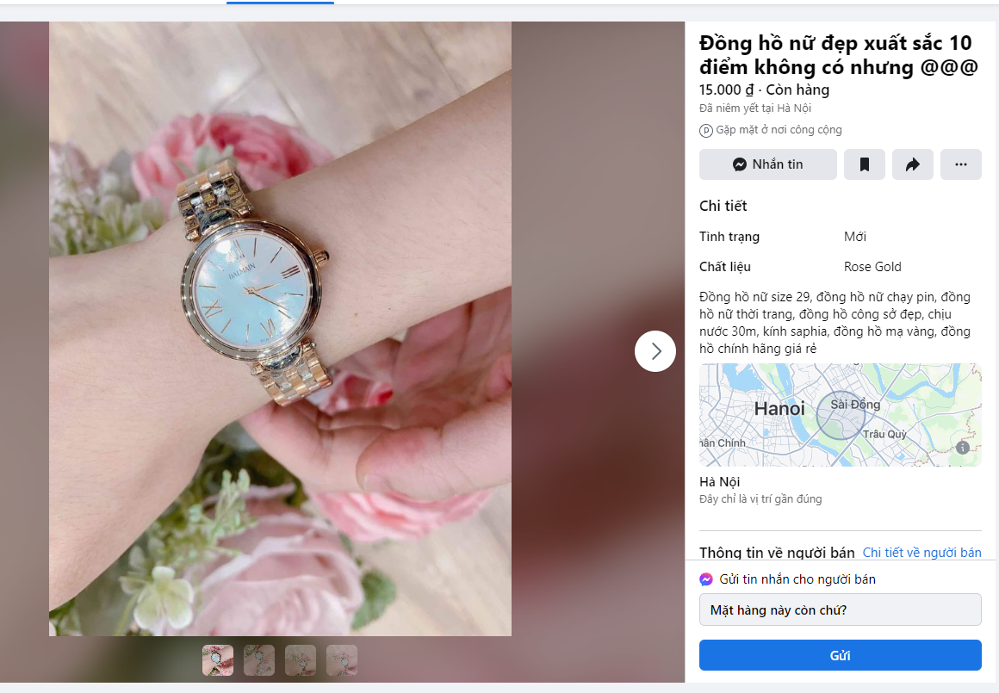 Đồng hồ nữ đẹp xuất sắc 10
điểm không có nhưng @@@
15.000 ₫ · Còn hàng
Đã niêm yết tại Hà Nội
P Gặp mặt ở nơi công cộng
Nhắn tin
Chi tiết
Tình trạng Mới
Chất liệu Rose Gold
Đồng hồ nữ size 29, đồng hồ nữ chạy pin, đồng
hồ nữ thời trang, đồng hồ công sở đẹp, chịu
nước 30m, kính saphia, đồng hồ mạ vàng, đồng
hồ chính hãng giá rẻ
Hanoi
Sài Đồng
Trâu Quỳ
hân Chính
Hà Nội
Đây chỉ là vị trí gần đúng
Thông tin về người bán Chi tiết về người bán
Gửi tin nhắn cho người bán
Mặt hàng này còn chứ?
Gửi
BALMAIN